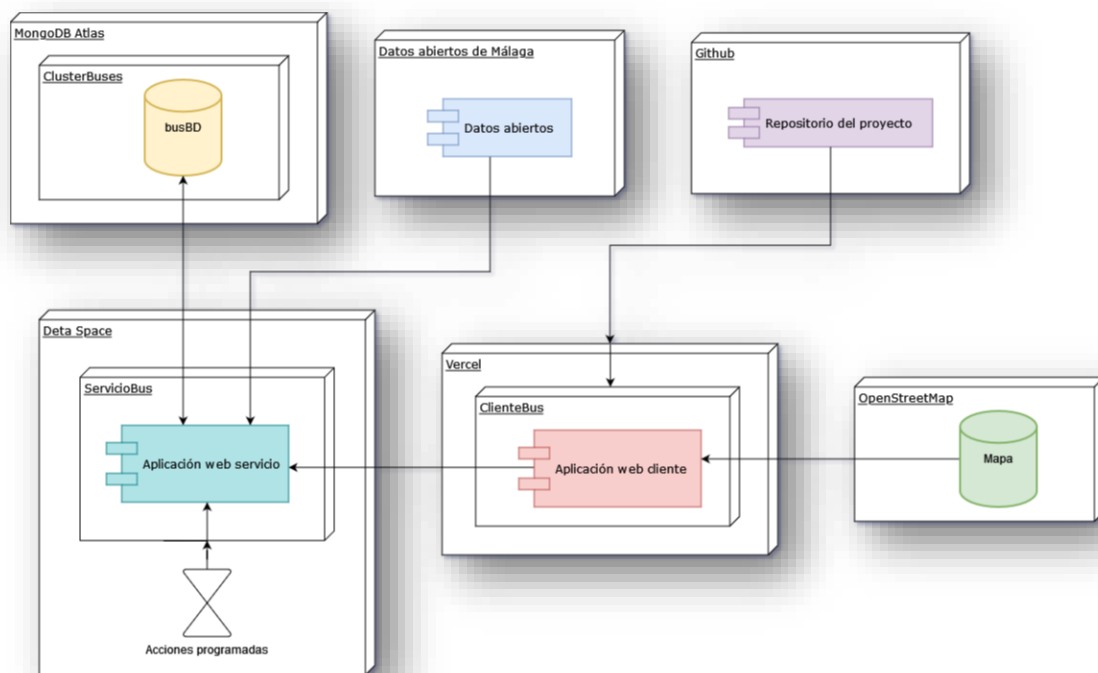 MongoDB Atlas
ClusterBuses
busBD
Datos abiertos de Málaga
Datos abiertos
Github
Repositorio del proyecto
Deta Space
ServicioBus
Aplicación web servicio
Acciones programadas
Vercel
ClienteBus
Aplicación web cliente
OpenStreetMap
Mapa